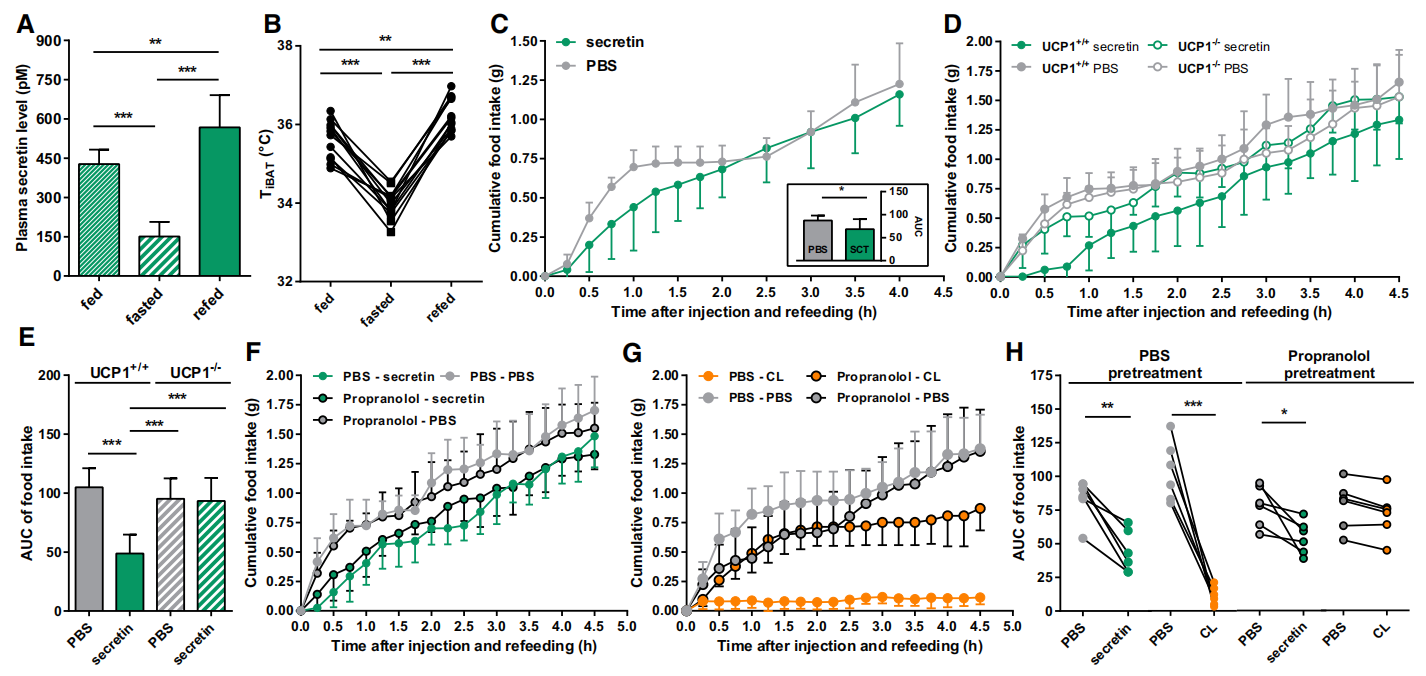 A
Plasma secretin level (pM)
900
750
600
450
300
150
0
**
***
***
fed
fasted
refed
B
TiBAT (°C)
38
36
34
32
**
***
***
fed
fasted
refed
C
Cumulative food intake (g)
1.50
1.25
1.00
0.75
0.50
0.25
0.00
secretin
PBS
*
150
100
50
0
AUC
PBS
SCT
0.0 0.5 1.0 1.5 2.0 2.5 3.0 3.5 4.0 4.5
Time after injection and refeeding (h)
D
Cumulative food intake (g)
2.00
1.75
1.50
1.25
1.00
0.75
0.50
0.25
0.00
UCP1+/+ secretin UCP1-/- secretin
UCP1+/+ PBS UCP1-/- PBS
0.0 0.5 1.0 1.5 2.0 2.5 3.0 3.5 4.0 4.5
Time after injection and refeeding (h)
E
AUC of food intake
200
150
100
50
0
UCP1+/+ UCP1-/-
***
***
***
PBS
secretin
PBS
secretin
F
Cumulative food intake (g)
2.00
1.75
1.50
1.25
1.00
0.75
0.50
0.25
0.00
PBS - secretin PBS - PBS
Propranolol - secretin
Propranolol - PBS
0.0 0.5 1.0 1.5 2.0 2.5 3.0 3.5 4.0 4.5 5.0
Time after injection and refeeding (h)
G
Cumulative food intake (g)
2.00
1.75
1.50
1.25
1.00
0.75
0.50
0.25
0.00
PBS - CL Propranolol - CL
PBS - PBS Propranolol - PBS
0.0 0.5 1.0 1.5 2.0 2.5 3.0 3.5 4.0 4.5 5.0
Time after injection and refeeding (h)
H
AUC of food intake
175
150
125
100
75
50
25
0
PBS
pretreatment
Propranolol
pretreatment
**
***
*
PBS
secretin
PBS
CL
PBS
secretin
PBS
CL